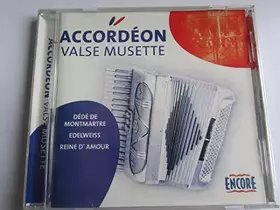 ACCORDÉON
VALSE MUSETTE
DÉDÉ DE
MONTMARTRE
EDELWEISS
REINE D'AMOUR
ENCORE
ACCORDÉON VALSE MUSETTE